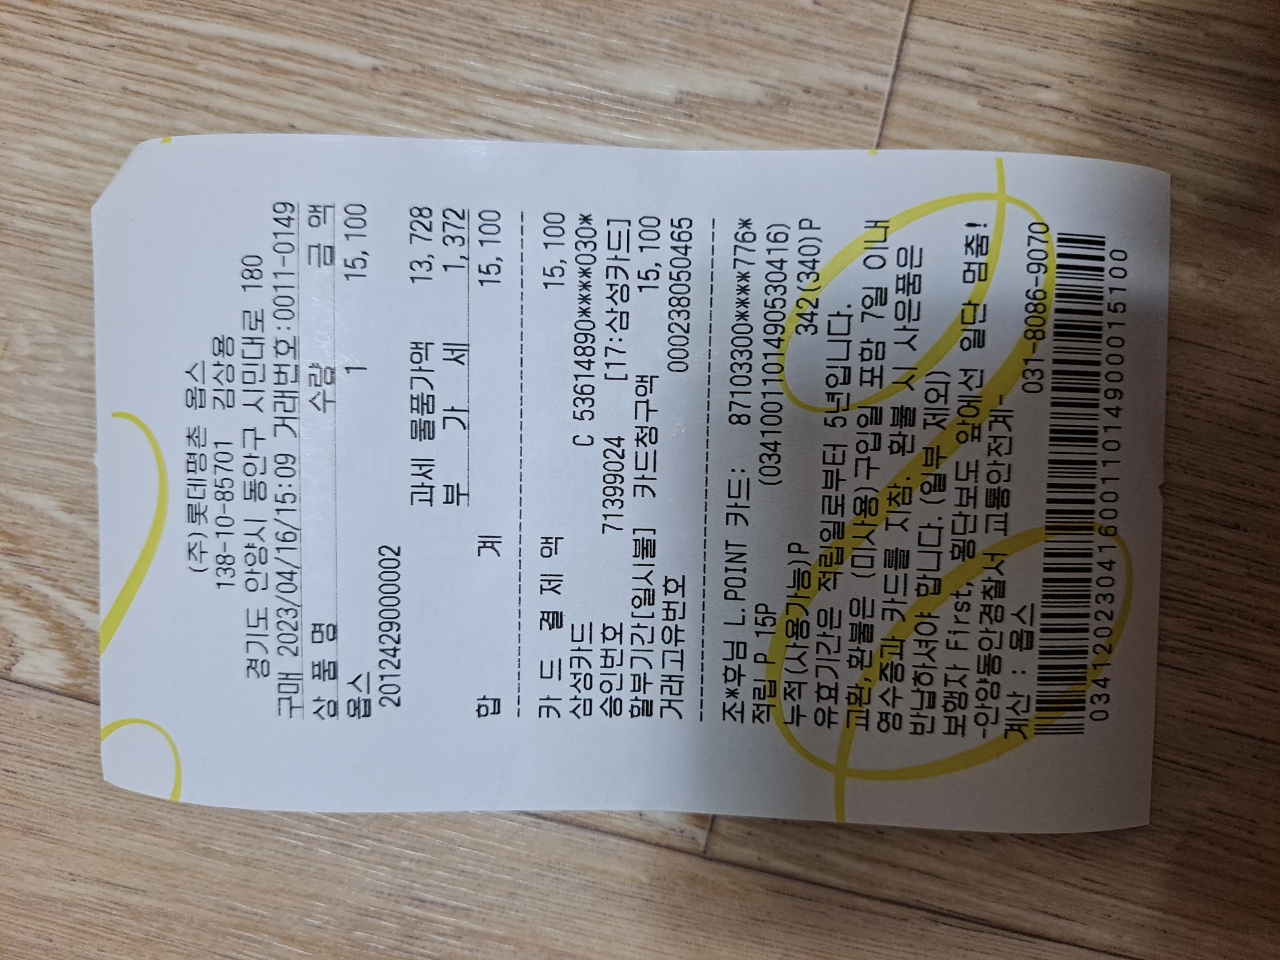 (주)롯데평촌 옵스
138-10-85701 김상용
경기도 안양시 동안구 시민대로 180
구매 2023/04/16/15:09 거래번호:0011-0149
상 품 명 수량 금 액
옵스 1 15,100
2012429000002
과세 물품가액 13,728
부 가 세 1,372
합 계 15,100
카 드 결 제 액 15,100
삼성카드 C 53614890****030*
승인번호 71399024 [17:삼성카드]
할부기간[일시불] 카드청구액 15,100
거래고유번호 000238050465
조*후님 L.POINT 카드: 87103300****776*
적립 P 15P (0341001101490530416)
누적(사용가능)P 342(340)P
유효기간은 적립일로부터 5년입니다.
교환,환불은 (미사용 구입일 포함 7일 이내
영수증과 카드를 지참. 환불 시 사은품은
반납하셔야 합니다.(일부 제외)
보행자 First, 횡단보도 앞에선 일단 멈춤!
-안양동안경찰서 교통안전계-
계산 : 옵스 031-8086-9070
0341202304160011014900015100